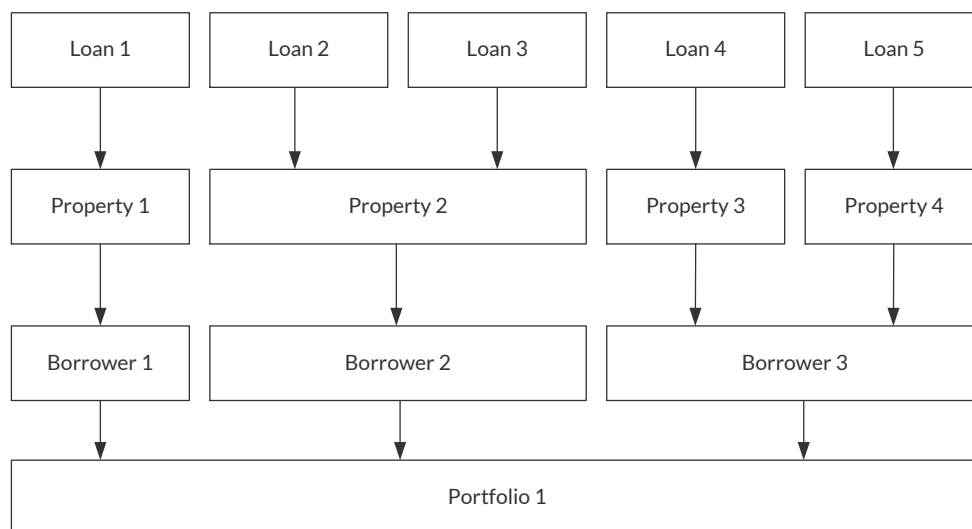 Loan 1
Loan 2
Loan 3
Loan 4
Loan 5
Property 1
Property 2
Property 3
Property 4
Borrower 1
Borrower 2
Borrower 3
Portfolio 1